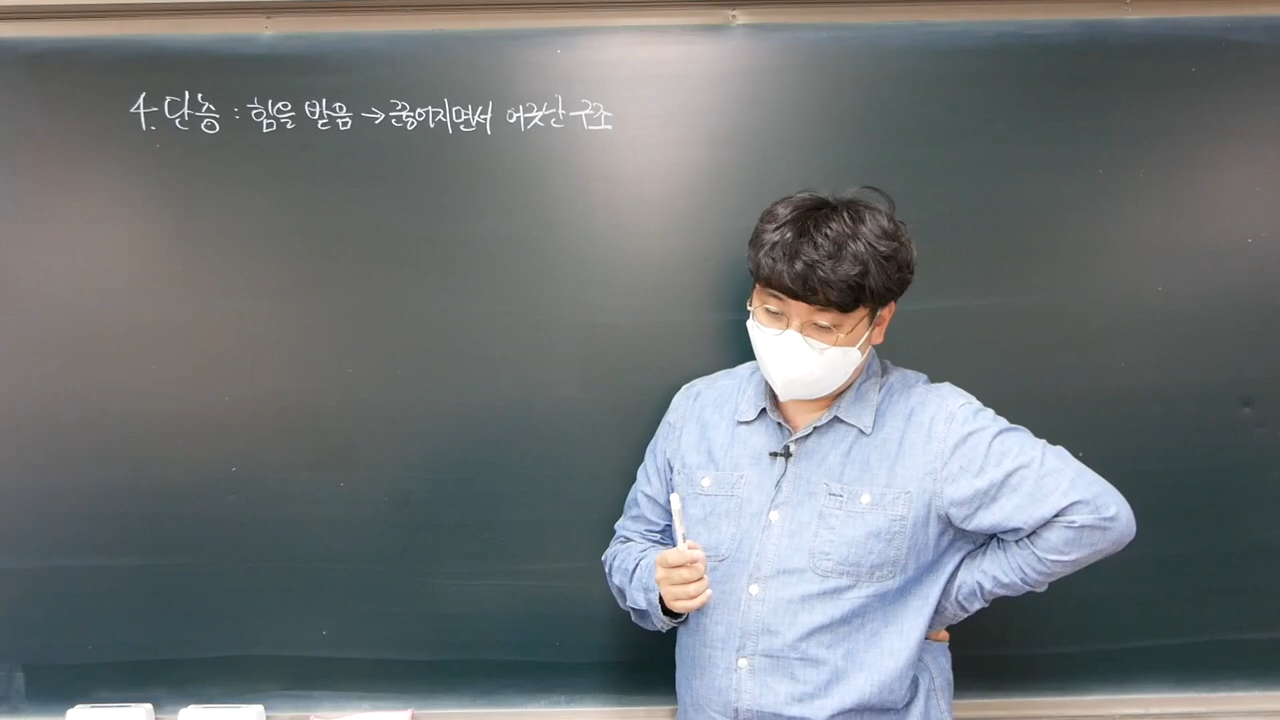 4. 단층 : 힘을 받음 → 끊어지면서 어긋난 구조